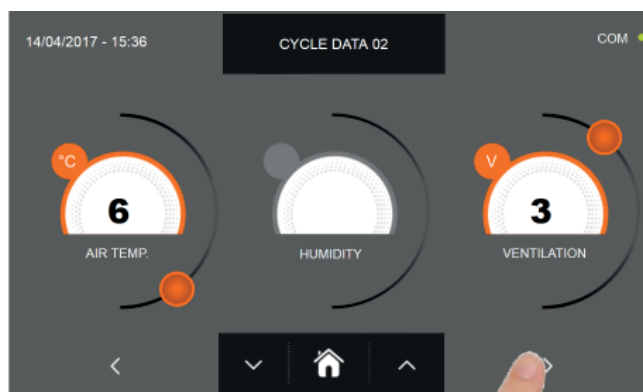 14/04/2017 - 15:36
CYCLE DATA 02
COM
°C
V
6
3
AIR TEMP.
HUMIDITY
VENTILATION